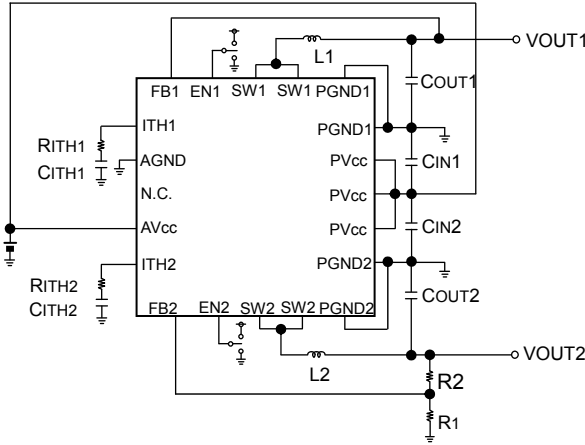 VOUT1
L1
COUT1
FB1 EN1 SW1 SW1 PGND1
ITH1
PGND1
RITH1
CITH1
AGND
PVcc
CIN1
N.C.
PVcc
AVcc
PVcc
CIN2
ITH2
PGND2
RITH2
CITH2
COUT2
FB2 EN2 SW2 SW2 PGND2
L2
VOUT2
R2
R1